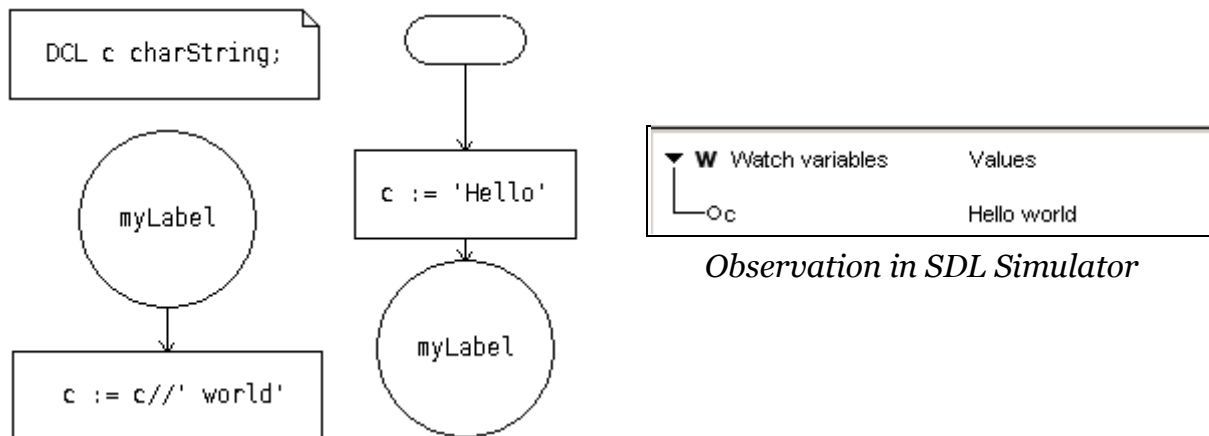 DCL c charString;
myLabel
c := c//' world'
c := 'Hello'
myLabel
W Watch variables Values
c Hello world
Observation in SDL Simulator